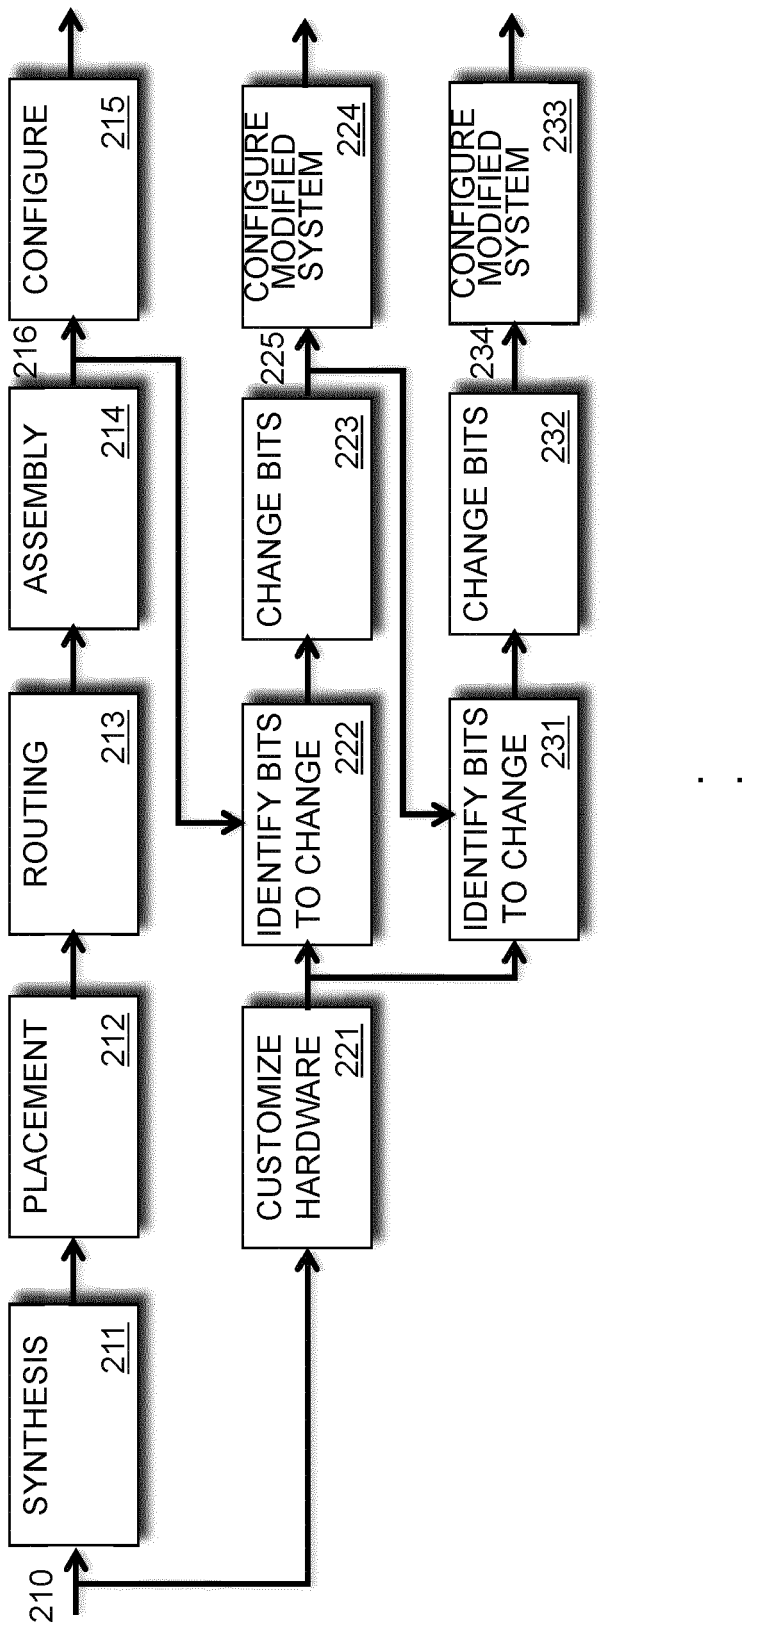 210
SYNTHESIS
211
PLACEMENT
212
ROUTING
213
ASSEMBLY
214
216
CONFIGURE
215
CUSTOMIZE
HARDWARE
221
IDENTIFY BITS
TO CHANGE
222
CHANGE BITS
223
225
CONFIGURE
MODIFIED
SYSTEM
224
IDENTIFY BITS
TO CHANGE
231
CHANGE BITS
232
234
CONFIGURE
MODIFIED
SYSTEM
233